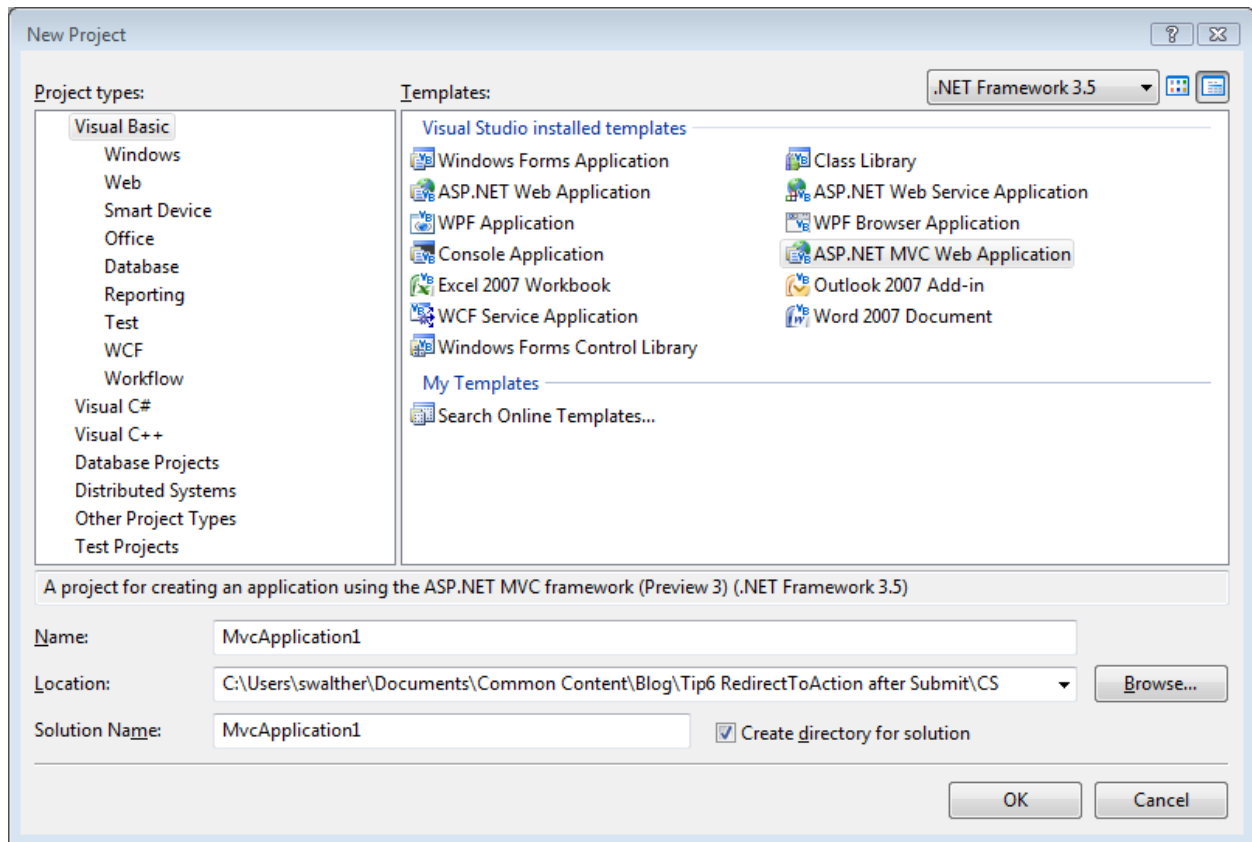 New Project
Project types:
Templates:
.NET Framework 3.5
Visual Basic
Windows
Web
Smart Device
Office
Database
Reporting
Test
WCF
Workflow
Visual C#
Visual C++
Database Projects
Distributed Systems
Other Project Types
Test Projects
Visual Studio installed templates
Windows Forms Application
Class Library
ASP.NET Web Application
ASP.NET Web Service Application
WPF Application
WPF Browser Application
Console Application
ASP.NET MVC Web Application
Excel 2007 Workbook
Outlook 2007 Add-in
WCF Service Application
Word 2007 Document
Windows Forms Control Library
My Templates
Search Online Templates...
A project for creating an application using the ASP.NET MVC framework (Preview 3) (.NET Framework 3.5)
Name:
MvcApplication1
Location:
C:\Users\swalther\Documents\Common Content\Blog\Tip6 RedirectToAction after Submit\CS
Browse...
Solution Name:
MvcApplication1
Create directory for solution
OK
Cancel